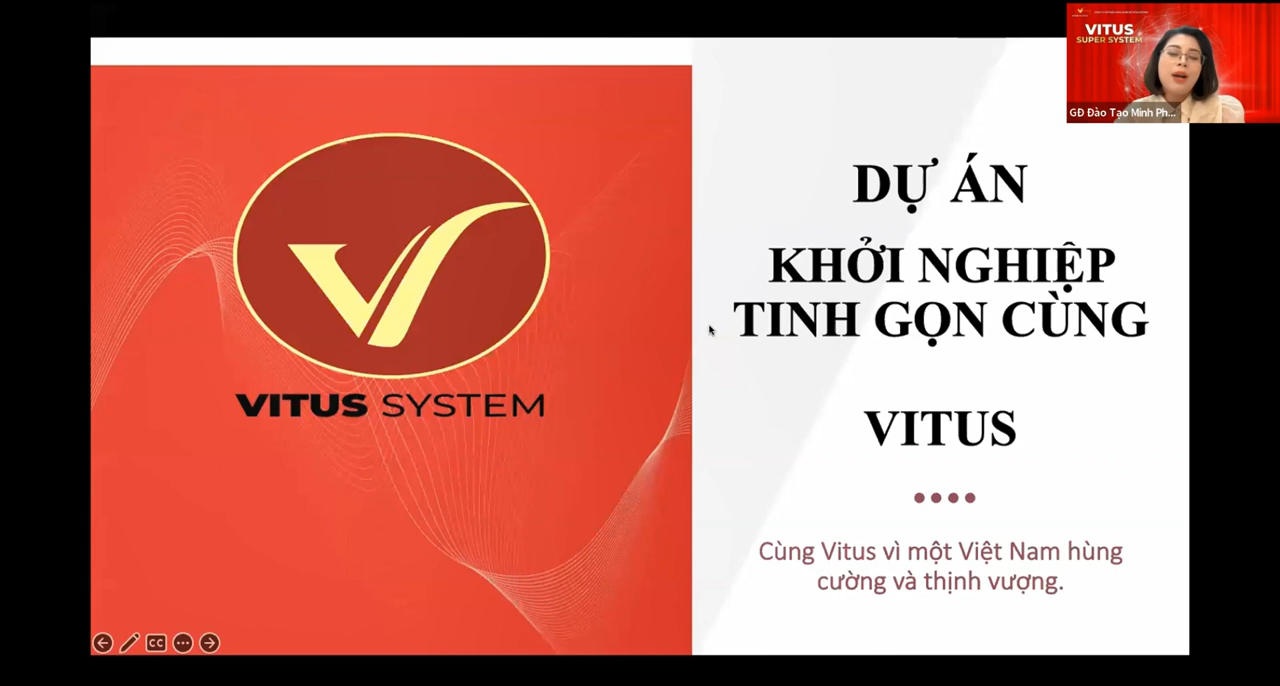 VITUS
SUPER SYSTEM
GĐ Đào Tạo Minh Ph...
DỰ ÁN
KHỞI NGHIỆP
TINH GỌN CÙNG
VITUS
Cùng Vitus vì một Việt Nam hùng
cường và thịnh vượng.
VITUS SYSTEM
CC